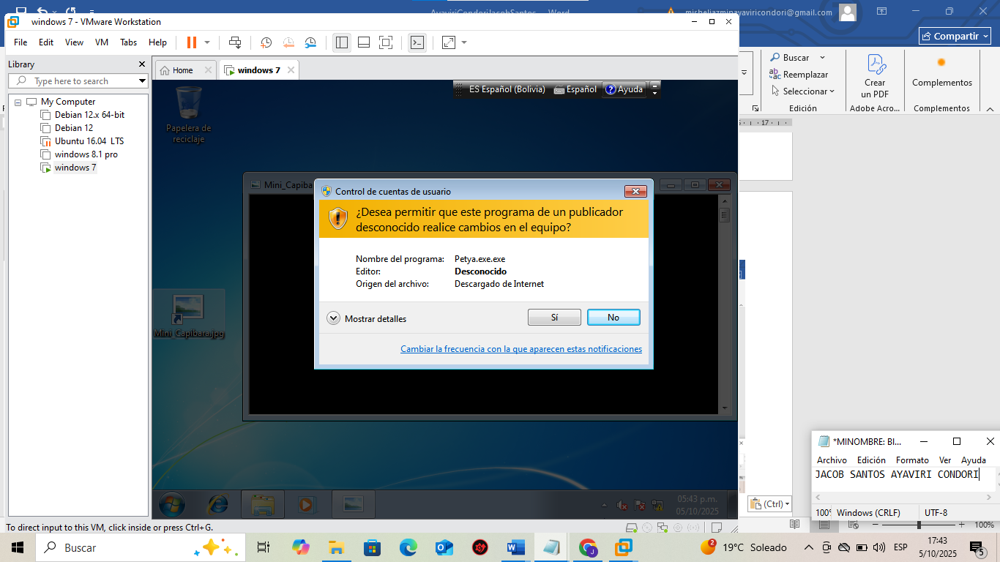 AyaviriCondoriJacobSantos - Word
misheljazminayaviricondori@gmail.com
windows 7 - VMware Workstation
File Edit View VM Tabs Help
Compartir
Library
Type here to search
Home
windows 7
My Computer
Debian 12.x 64-bit
Debian 12
Ubuntu 16.04 LTS
windows 8.1 pro
windows 7
Papelera de
reciclaje
ES Español (Bolivia) Español Ayuda
Mini_Capiba
Control de cuentas de usuario
¿Desea permitir que este programa de un publicador
desconocido realice cambios en el equipo?
Nombre del programa: Petya.exe.exe
Editor: Desconocido
Origen del archivo: Descargado de Internet
Mostrar detalles
Sí
No
Cambiar la frecuencia con la que aparecen estas notificaciones
Mini_Capibara.jpg
05:43 p.m.
05/10/2025
To direct input to this VM, click inside or press Ctrl+G.
Buscar
Reemplazar
Seleccionar
Edición
Crear
un PDF
Adobe Acro...
Complementos
Complementos
17
(Ctrl)
*MINOMBRE: Bl...
Archivo Edición Formato Ver Ayuda
JACOB SANTOS AYAVIRI CONDORI
100% Windows (CRLF) UTF-8
100%
Buscar
2
19°C Soleado
ESP
17:43
5/10/2025
5